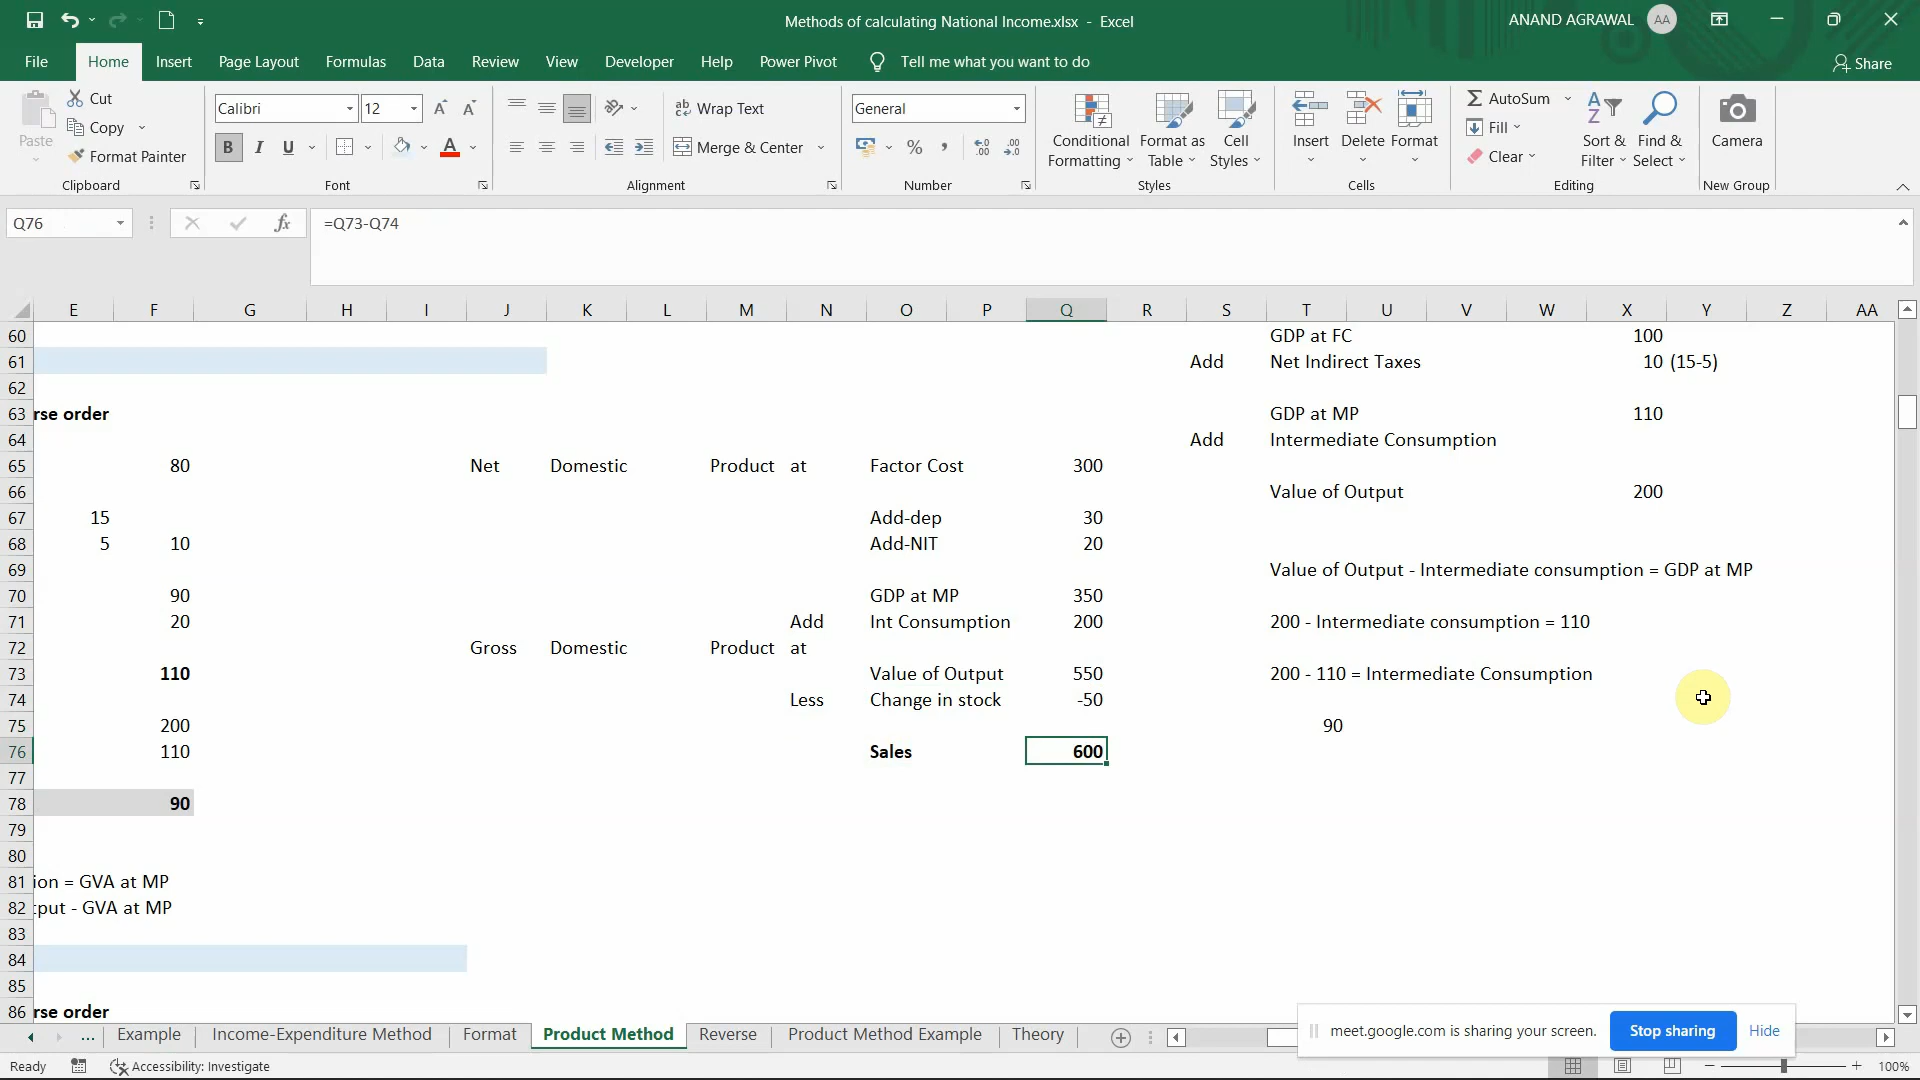 Methods of calculating National Income.xlsx - Excel
ANAND AGRAWAL AA
File Home Insert Page Layout Formulas Data Review View Developer Help Power Pivot Tell me what you want to do Share
Paste Cut Copy Format Painter
Calibri 12
B I U A
ab Wrap Text
Merge & Center
General
% ,
Conditional Formatting Format as Table Cell Styles
Insert Delete Format
AutoSum Fill Clear
Sort & Filter Find & Select
Camera
Clipboard Font Alignment Number Styles Cells Editing New Group
Q76 fx =Q73-Q74
E F G H I J K L M N O P Q R S T U V W X Y Z AA
60 GDP at FC 100
61 Add Net Indirect Taxes 10 (15-5)
62
63 rse order GDP at MP 110
64 Add Intermediate Consumption
65 80 Net Domestic Product at Factor Cost 300
66 Value of Output 200
67 15 Add-dep 30
68 5 10 Add-NIT 20
69 Value of Output - Intermediate consumption = GDP at MP
70 90 GDP at MP 350
71 20 Add Int Consumption 200 200 - Intermediate consumption = 110
72 Gross Domestic Product at
73 110 Value of Output 550 200 - 110 = Intermediate Consumption
74 Less Change in stock -50
75 200 90
76 110 Sales 600
77
78 90
79
80
81 ion = GVA at MP
82 tput - GVA at MP
83
84
85
86 rse order
... Example Income-Expenditure Method Format Product Method Reverse Product Method Example Theory
meet.google.com is sharing your screen. Stop sharing Hide
Ready Accessibility: Investigate 100%